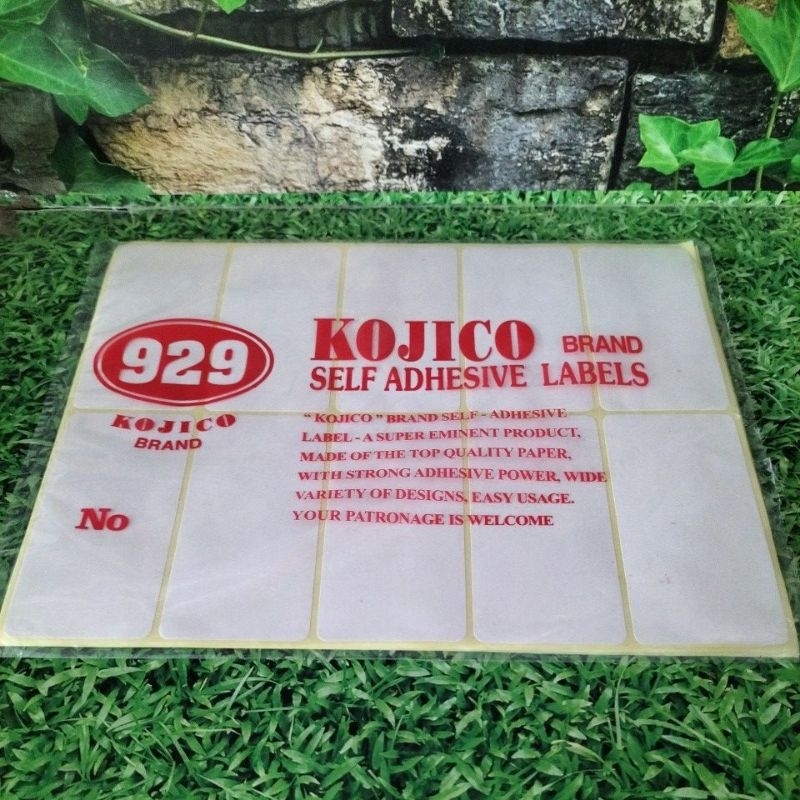 929
KOJICO
BRAND
No
KOJICO BRAND
SELF ADHESIVE LABELS
" KOJICO " BRAND SELF - ADHESIVE
LABEL - A SUPER EMINENT PRODUCT,
MADE OF THE TOP QUALITY PAPER,
WITH STRONG ADHESIVE POWER, WIDE
VARIETY OF DESIGNS, EASY USAGE.
YOUR PATRONAGE IS WELCOME